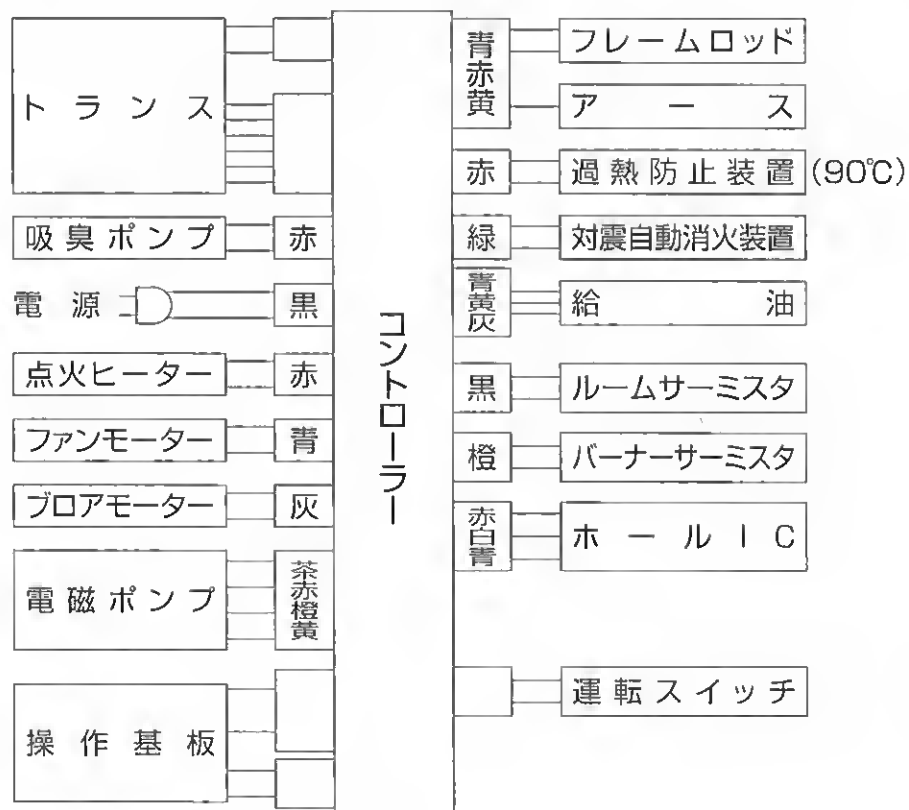 トランス
吸臭ポンプ
赤
電源
黒
点火ヒーター
赤
ファンモーター
青
ブロアモーター
灰
電磁ポンプ
茶赤橙黄
操作基板
コントローラー
青赤黄
フレームロッド
アース
赤
過熱防止装置 (90℃)
緑
対震自動消火装置
青黄灰
給油
黒
ルームサーミスタ
橙
バーナーサーミスタ
赤白青
ホールIC
運転スイッチ